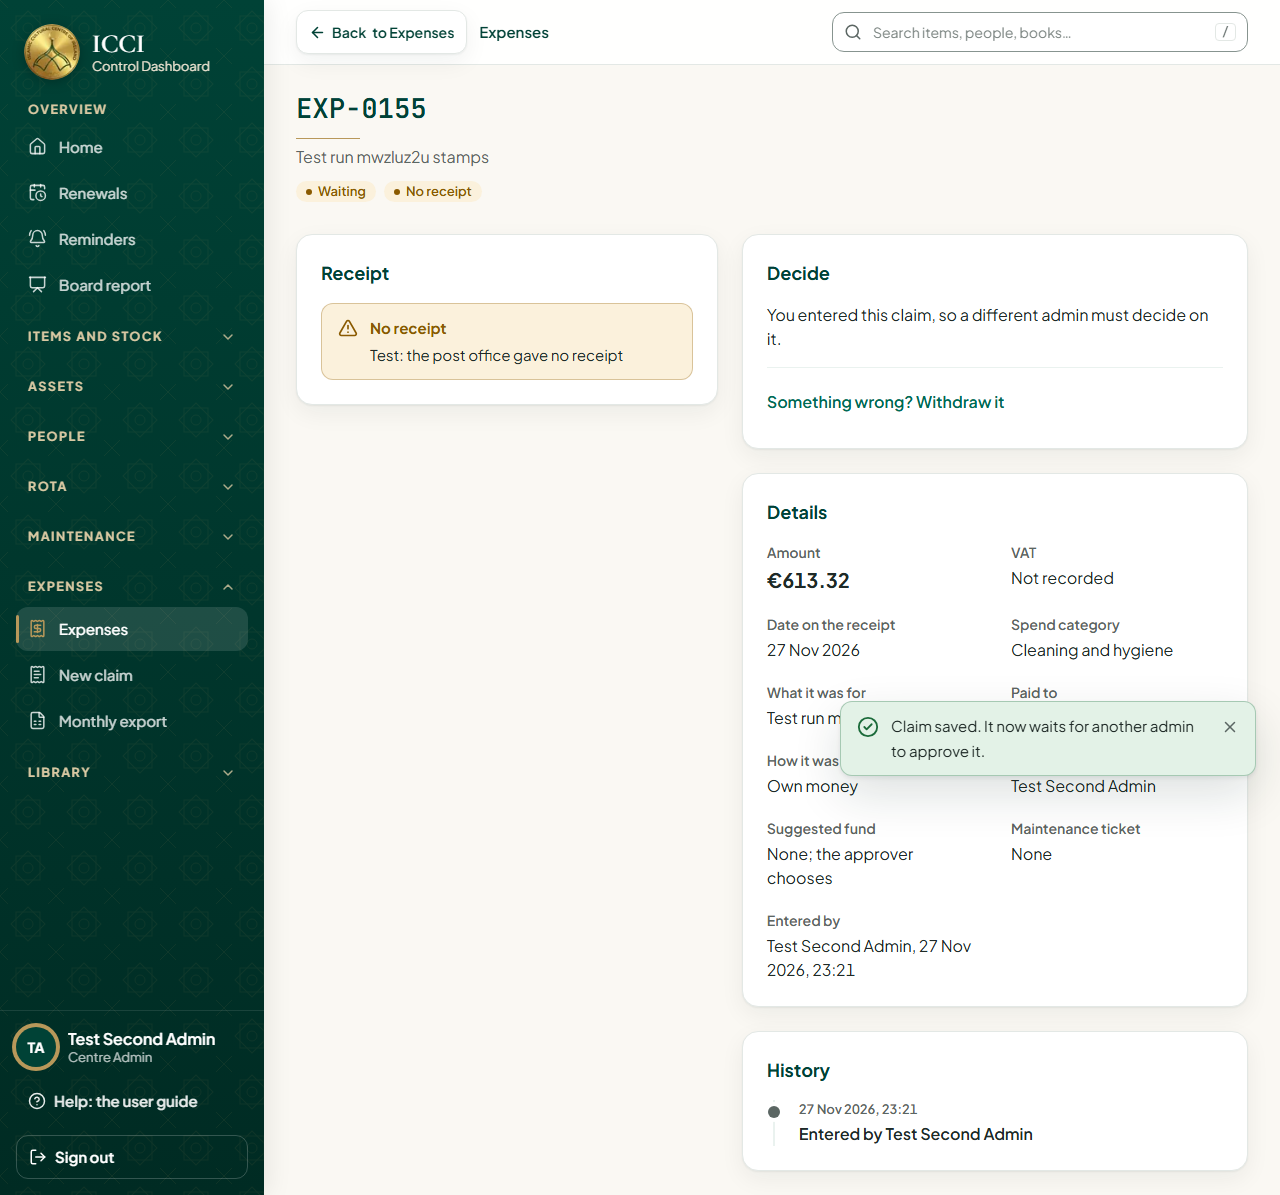 ICCI
Control Dashboard
OVERVIEW
Home
Renewals
Reminders
Board report
ITEMS AND STOCK
ASSETS
PEOPLE
ROTA
MAINTENANCE
EXPENSES
Expenses
New claim
Monthly export
LIBRARY
TA
Test Second Admin
Centre Admin
Help: the user guide
Sign out
Back to Expenses
Expenses
Search items, people, books...
/
EXP-0155
Test run mwzluz2u stamps
Waiting
No receipt
Receipt
No receipt
Test: the post office gave no receipt
Decide
You entered this claim, so a different admin must decide on
it.
Something wrong? Withdraw it
Details
Amount
€613.32
VAT
Not recorded
Date on the receipt
27 Nov 2026
Spend category
Cleaning and hygiene
What it was for
Test run m
Paid to
Claim saved. It now waits for another admin
to approve it.
How it was
Own money
Test Second Admin
Suggested fund
None; the approver
chooses
Maintenance ticket
None
Entered by
Test Second Admin, 27 Nov
2026, 23:21
History
27 Nov 2026, 23:21
Entered by Test Second Admin